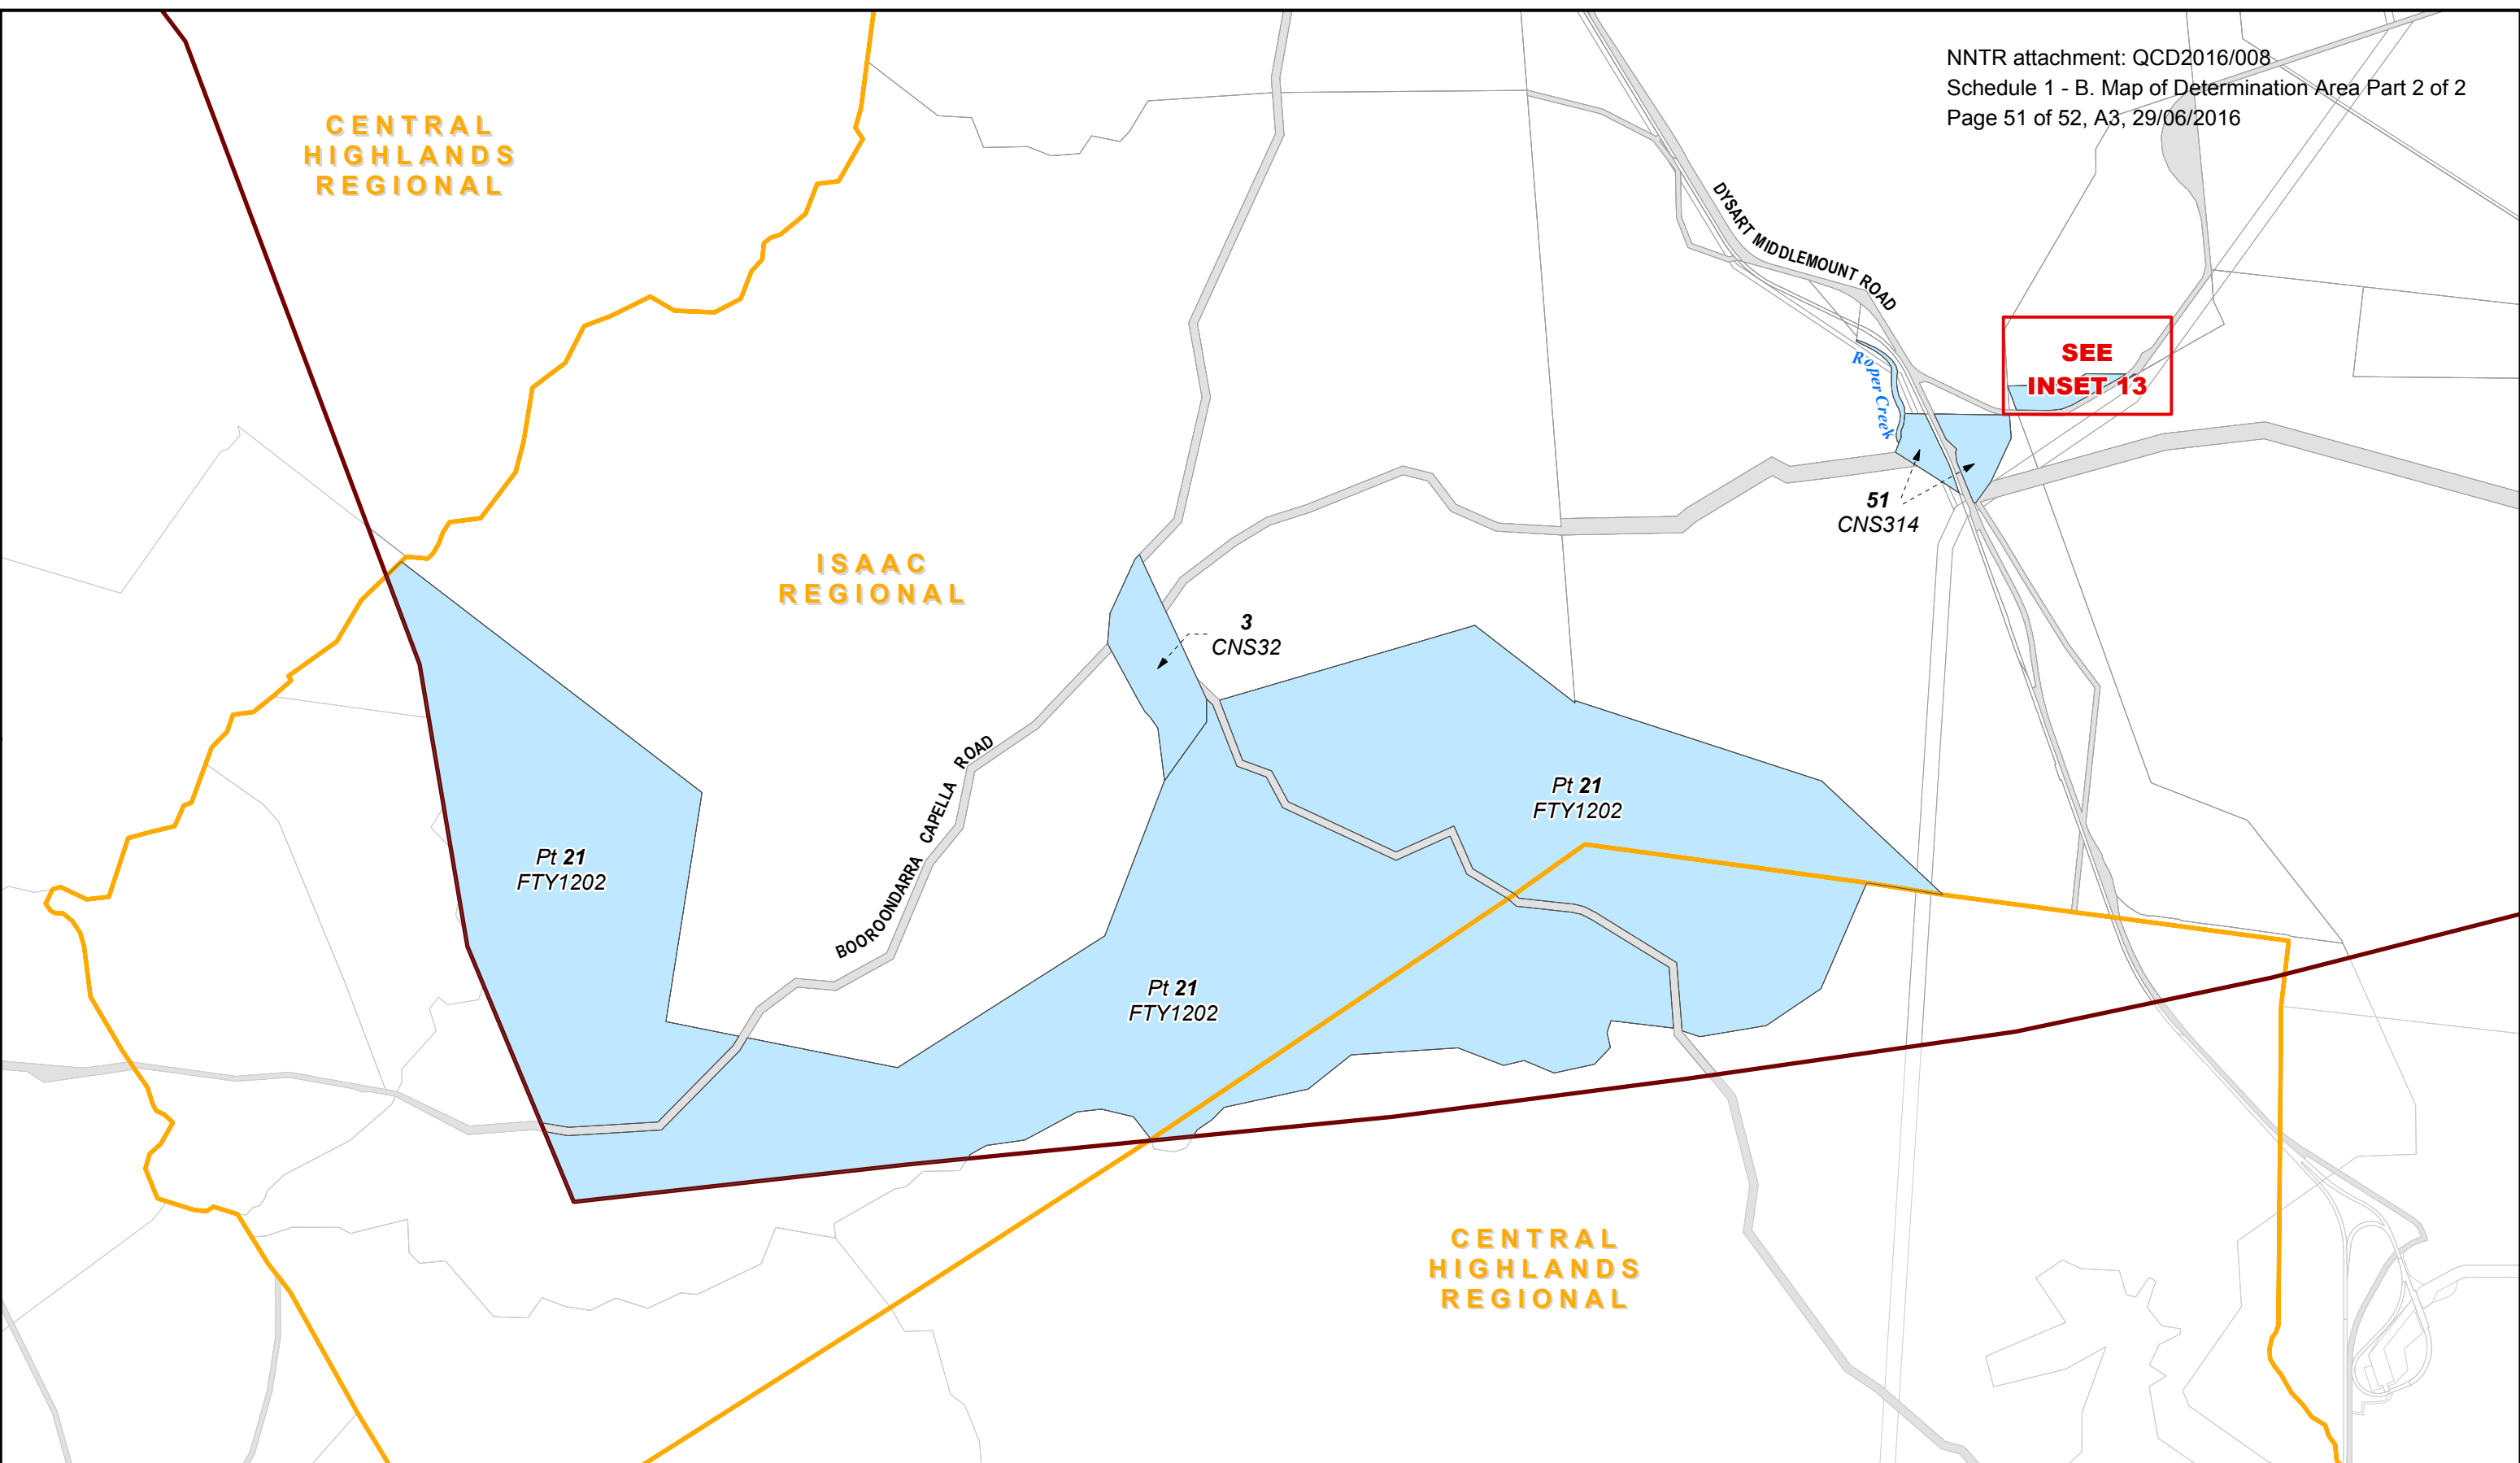 NNTR attachment: QCD2016/008
Schedule 1 - B. Map of Determination Area Part 2 of 2
Page 51 of 52, A3, 29/06/2016
CENTRAL
HIGHLANDS
REGIONAL
DYSART MIDDLEMOUNT ROAD
SEE
INSET 13
Roper Creek
51
CNS314
ISAAC
REGIONAL
3
CNS32
BOOROONDARRA CAPELLA ROAD
Pt 21
FTY1202
Pt 21
FTY1202
Pt 21
FTY1202
CENTRAL
HIGHLANDS
REGIONAL